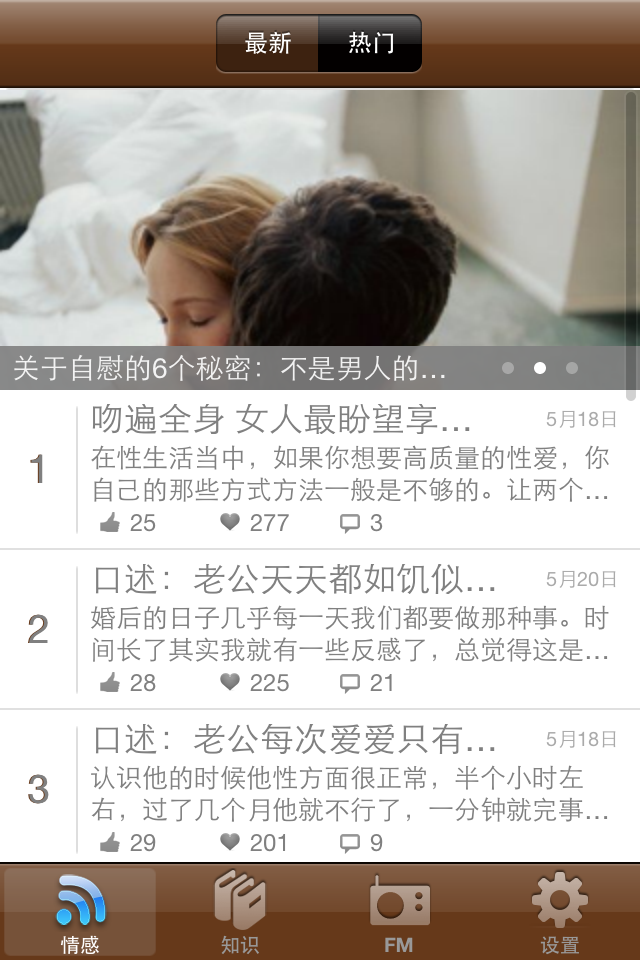 最新
热门
关于自慰的6个秘密：不是男人的...
1
吻遍全身 女人最盼望享...
5月18日
在性生活当中，如果你想要高质量的性爱，你
自己的那些方式方法一般是不够的。让两个...
25 277 3
2
口述：老公天天都如饥似...
5月20日
婚后的日子几乎每一天我们都要做那种事。时
间长了其实我就有一些反感了，总觉得这是...
28 225 21
3
口述：老公每次爱爱只有...
5月18日
认识他的时候他性方面很正常，半个小时左
右，过了几个月他就不行了，一分钟就完事...
29 201 9
情感 知识 FM 设置